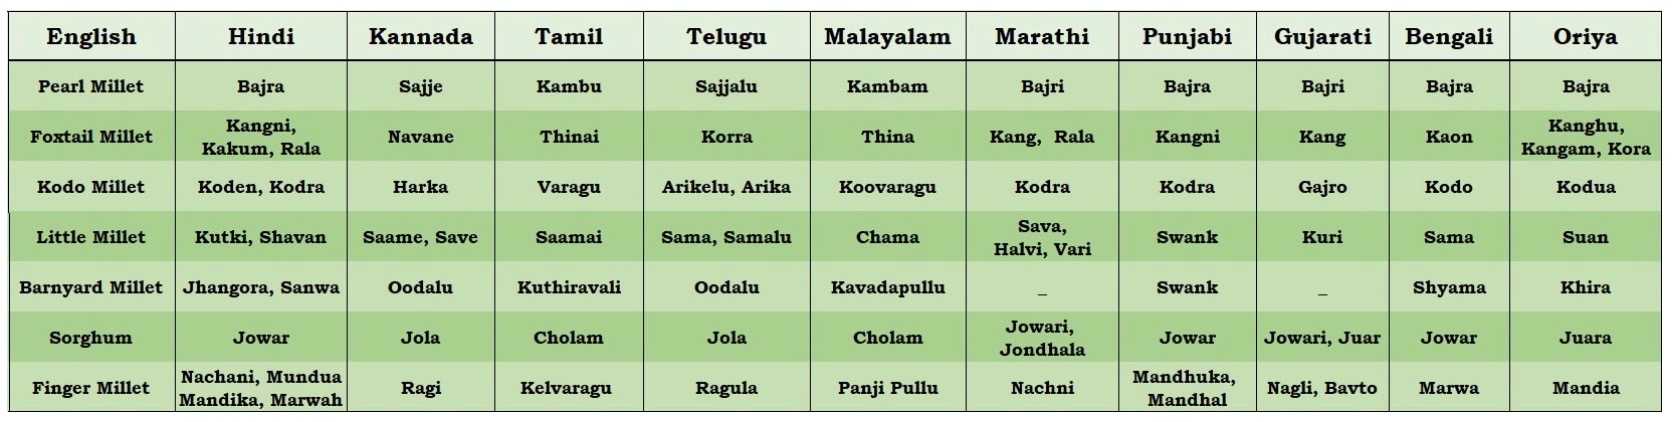 English Hindi Kannada Tamil Telugu Malayalam Marathi Punjabi Gujarati Bengali Oriya
Pearl Millet Bajra Sajje Kambu Sajjalu Kambam Bajri Bajra Bajri Bajra Bajra
Foxtail Millet Kangni, Kakum, Rala Navane Thinai Korra Thina Kang, Rala Kangni Kang Kaon Kanghu, Kangam, Kora
Kodo Millet Koden, Kodra Harka Varagu Arikelu, Arika Koovaragu Kodra Kodra Gajro Kodo Kodua
Little Millet Kutki, Shavan Saame, Save Saamai Sama, Samalu Chama Sava, Halvi, Vari Swank Kuri Sama Suan
Barnyard Millet Jhangora, Sanwa Oodalu Kuthiravali Oodalu Kavadapullu _ Swank _ Shyama Khira
Sorghum Jowar Jola Cholam Jola Cholam Jowari, Jondhala Jowar Jowari, Juar Jowar Juara
Finger Millet Nachani, Mundua Mandika, Marwah Ragi Kelvaragu Ragula Panji Pullu Nachni Mandhuka, Mandhal Nagli, Bavto Marwa Mandia